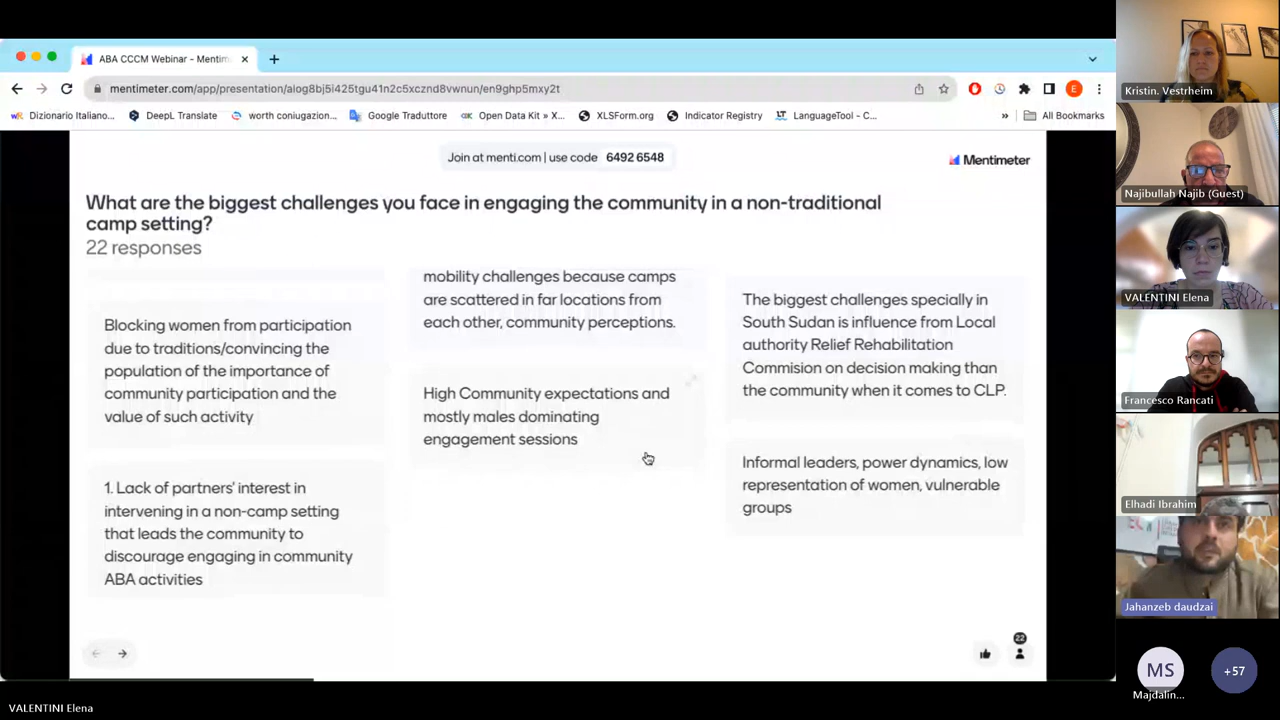 ABA CCCM Webinar - Mentim
mentimeter.com/app/presentation/alog8bj5i425tgu41n2c5xcznd8vwnun/en9ghp5mxy2t
E
Dizionario Italiano...
DeepL Translate
worth coniugazion...
Google Traduttore
Open Data Kit » X...
XLSForm.org
Indicator Registry
LanguageTool - C...
»
All Bookmarks
Join at menti.com | use code 6492 6548
Mentimeter
What are the biggest challenges you face in engaging the community in a non-traditional
camp setting?
22 responses
Blocking women from participation
due to traditions/convincing the
population of the importance of
community participation and the
value of such activity
1. Lack of partners' interest in
intervening in a non-camp setting
that leads the community to
discourage engaging in community
ABA activities
mobility challenges because camps
are scattered in far locations from
each other, community perceptions.
High Community expectations and
mostly males dominating
engagement sessions
The biggest challenges specially in
South Sudan is influence from Local
authority Relief Rehabilitation
Commision on decision making than
the community when it comes to CLP.
Informal leaders, power dynamics, low
representation of women, vulnerable
groups
22
VALENTINI Elena
Kristin. Vestrheim
Najibullah Najib (Guest)
VALENTINI Elena
Francesco Rancati
Elhadi Ibrahim
Jahanzeb daudzai
MS
Majdalin...
+57